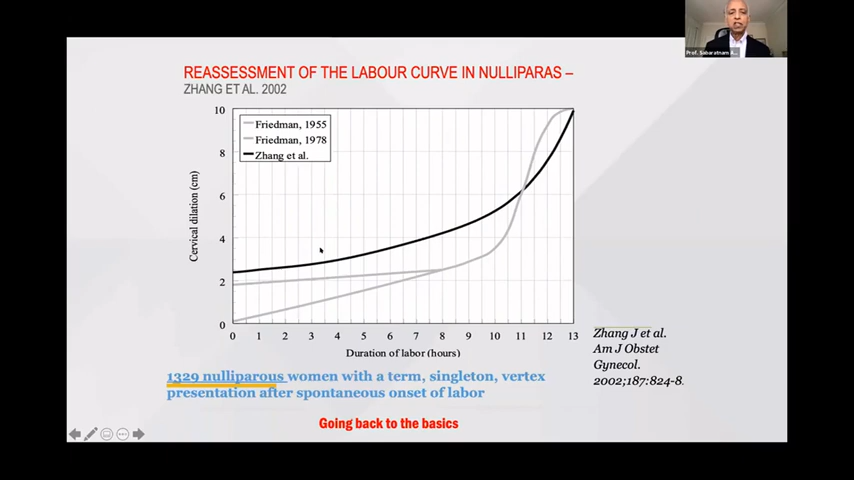 Prof. Sabaratnam A...
REASSESSMENT OF THE LABOUR CURVE IN NULLIPARAS –
ZHANG ET AL. 2002
Friedman, 1955
Friedman, 1978
Zhang et al.
Cervical dilation (cm)
10
8
6
4
2
0
0 1 2 3 4 5 6 7 8 9 10 11 12 13
Duration of labor (hours)
Zhang J et al.
Am J Obstet
Gynecol.
2002;187:824-8.
1329 nulliparous women with a term, singleton, vertex
presentation after spontaneous onset of labor
Going back to the basics